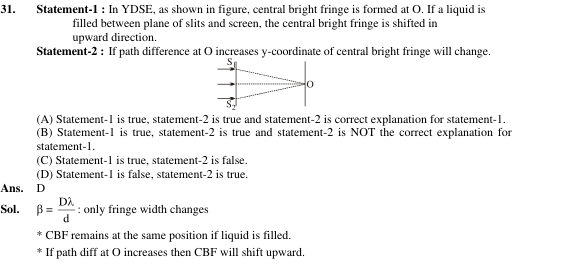 31. Statement-1 : In YDSE, as shown in figure, central bright fringe is formed at O. If a liquid is
filled between plane of slits and screen, the central bright fringe is shifted in
upward direction.
Statement-2 : If path difference at O increases y-coordinate of central bright fringe will change.
S₁
O
S₂
(A) Statement-1 is true, statement-2 is true and statement-2 is correct explanation for statement-1.
(B) Statement-1 is true, statement-2 is true and statement-2 is NOT the correct explanation for
statement-1.
(C) Statement-1 is true, statement-2 is false.
(D) Statement-1 is false, statement-2 is true.
Ans. D
Sol. β = Dλ/d : only fringe width changes
* CBF remains at the same position if liquid is filled.
* If path diff at O increases then CBF will shift upward.